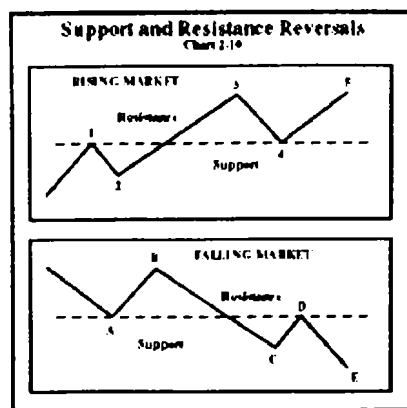 Support and Resistance Reversals
Chart 2-10
RISING MARKET
1
2
Resistance
3
4
Support
FALLING MARKET
A
B
Support
Resistance
C
D
E